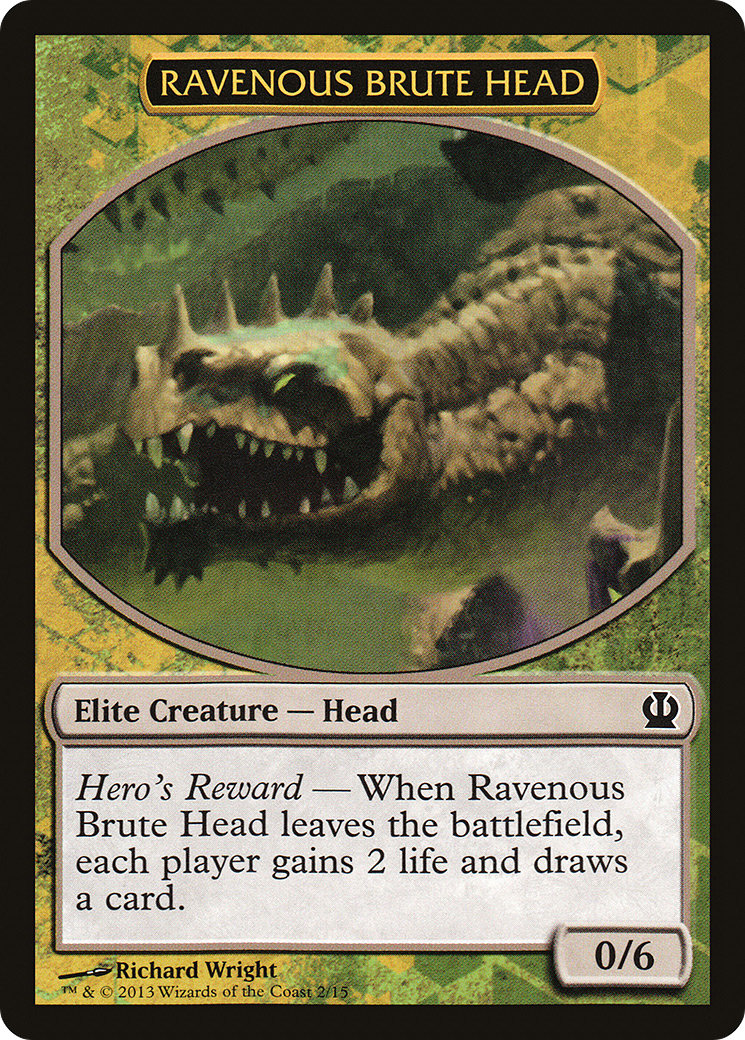 RAVENOUS BRUTE HEAD
Elite Creature — Head
Hero's Reward — When Ravenous
Brute Head leaves the battlefield,
each player gains 2 life and draws
a card.
0/6
Richard Wright
™ & © 2013 Wizards of the Coast 2/15